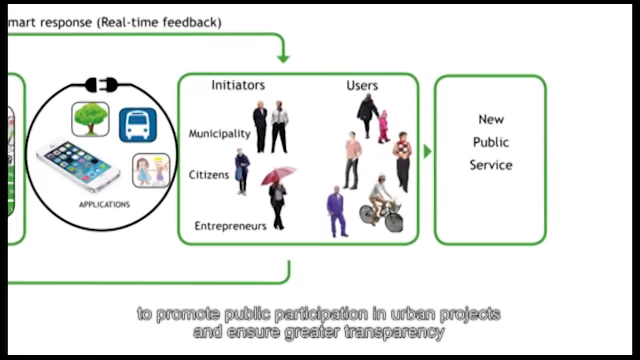 mart response (Real-time feedback)
Initiators
Users
Municipality
Citizens
Entrepreneurs
APPLICATIONS
New
Public
Service
to promote public participation in urban projects
and ensure greater transparency